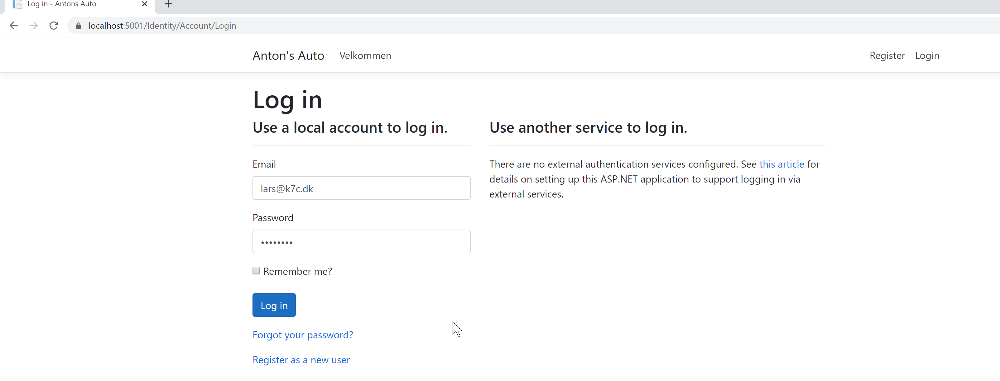 Log in - Antons Auto
localhost:5001/Identity/Account/Login
Anton's Auto Velkommen Register Login
Log in
Use a local account to log in.
Email
lars@k7c.dk
Password
••••••••
Remember me?
Log in
Forgot your password?
Register as a new user
Use another service to log in.
There are no external authentication services configured. See this article for
details on setting up this ASP.NET application to support logging in via
external services.